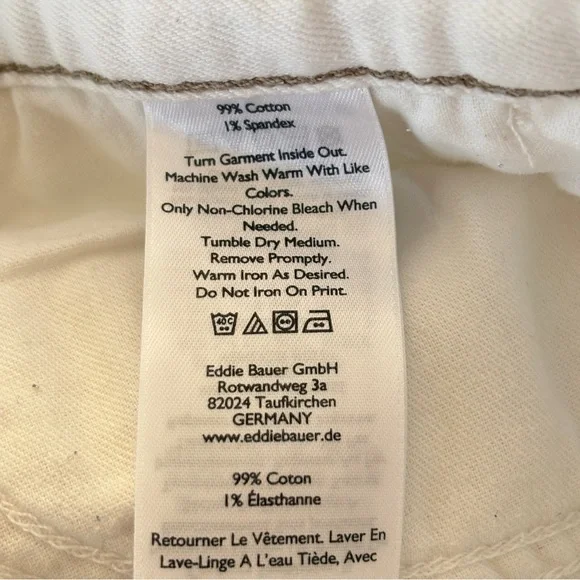 99% Cotton
1% Spandex
Turn Garment Inside Out.
Machine Wash Warm With Like
Colors.
Only Non-Chlorine Bleach When
Needed.
Tumble Dry Medium.
Remove Promptly.
Warm Iron As Desired.
Do Not Iron On Print.
40C
Eddie Bauer GmbH
Rotwandweg 3a
82024 Taufkirchen
GERMANY
www.eddiebauer.de
99% Coton
1% Élasthanne
Retourner Le Vêtement. Laver En
Lave-Linge A L'eau Tiède, Avec